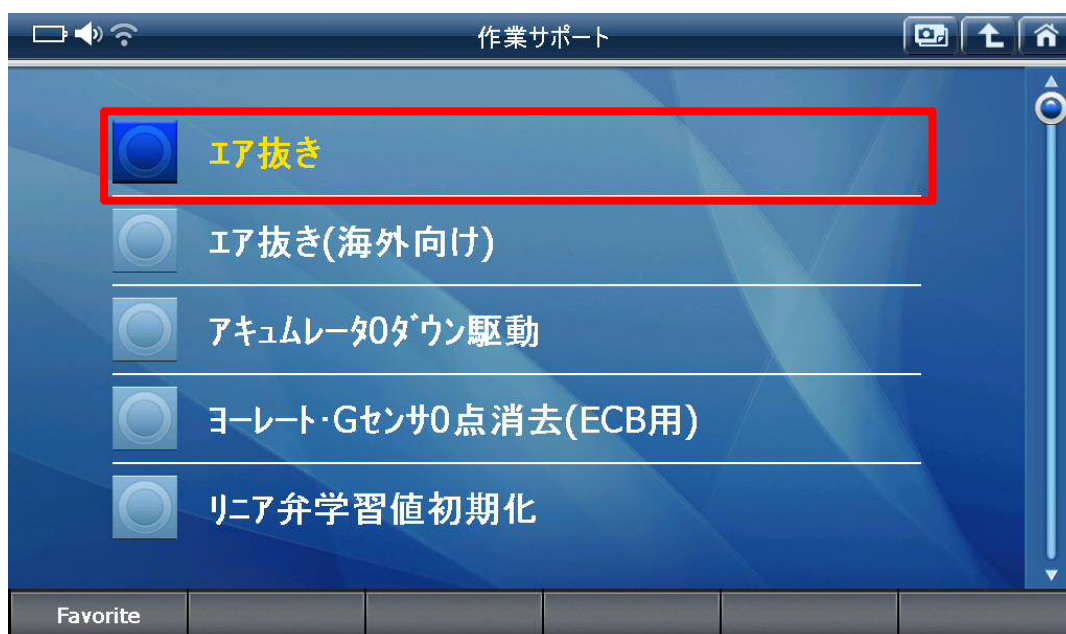 作業サポート
エア抜き
エア抜き(海外向け)
アキュムレータ0ダウン駆動
ヨーレート・Gセンサ0点消去(ECB用)
リニア弁学習値初期化
Favorite